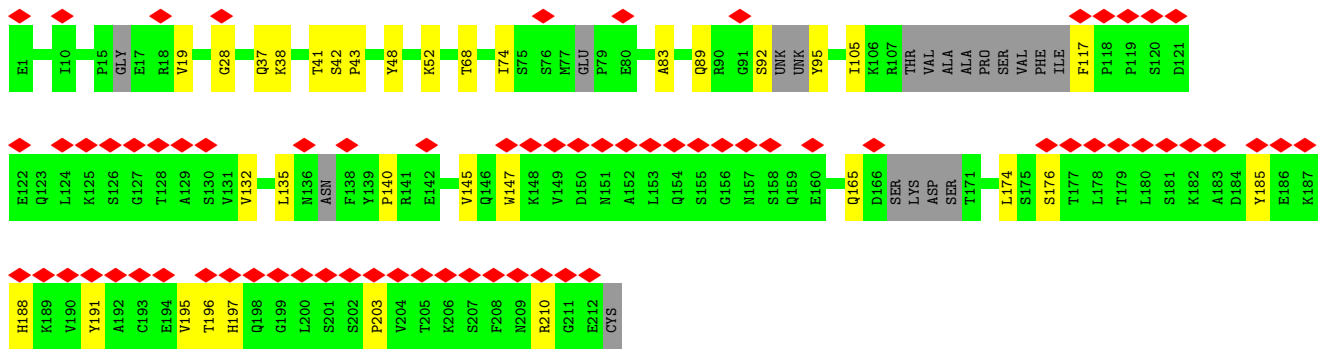 E1 I10 P15 GLY E17 R18 V19 G28 Q37 K38 T41 S42 P43 Y48 K52 T68 I74 S75 S76 M77 GLU P79 E80 A83 Q89 R90 G91 S92 UNK UNK Y95 I105 K106 R107 THR VAL ALA ALA PRO SER VAL PHE ILE F117 P118 P119 S120 D121
E122 Q123 L124 K125 S126 G127 T128 A129 S130 V131 V132 L135 N136 ASN F138 Y139 P140 R141 E142 V145 Q146 W147 K148 V149 D150 N151 A152 L153 Q154 S155 G156 N157 S158 Q159 E160 Q165 D166 SER LYS ASP SER T171 L174 S175 S176 T177 L178 T179 L180 S181 K182 A183 D184 Y185 E186 K187
H188 K189 V190 Y191 A192 C193 E194 V195 T196 H197 Q198 G199 L200 S201 S202 P203 V204 T205 K206 S207 F208 N209 R210 G211 E212 CYS